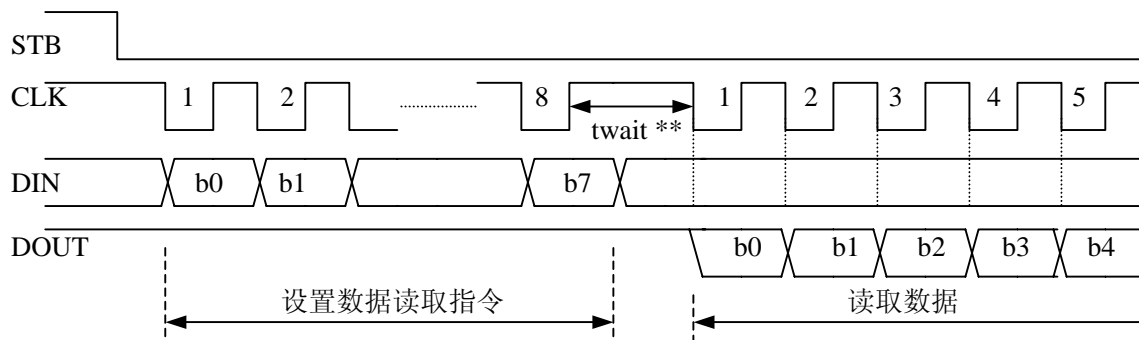 STB
CLK 1 2 8 1 2 3 4 5
twait **
DIN b0 b1 b7
DOUT b0 b1 b2 b3 b4
设置数据读取指令 读取数据